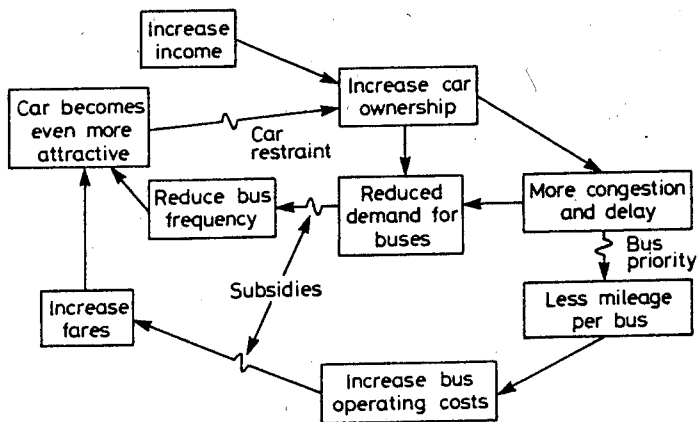 Increase
income
Increase car
ownership
Car becomes
even more
attractive
Car
restraint
Reduce bus
frequency
Reduced
demand for
buses
More congestion
and delay
Bus
priority
Subsidies
Increase
fares
Less mileage
per bus
Increase bus
operating costs